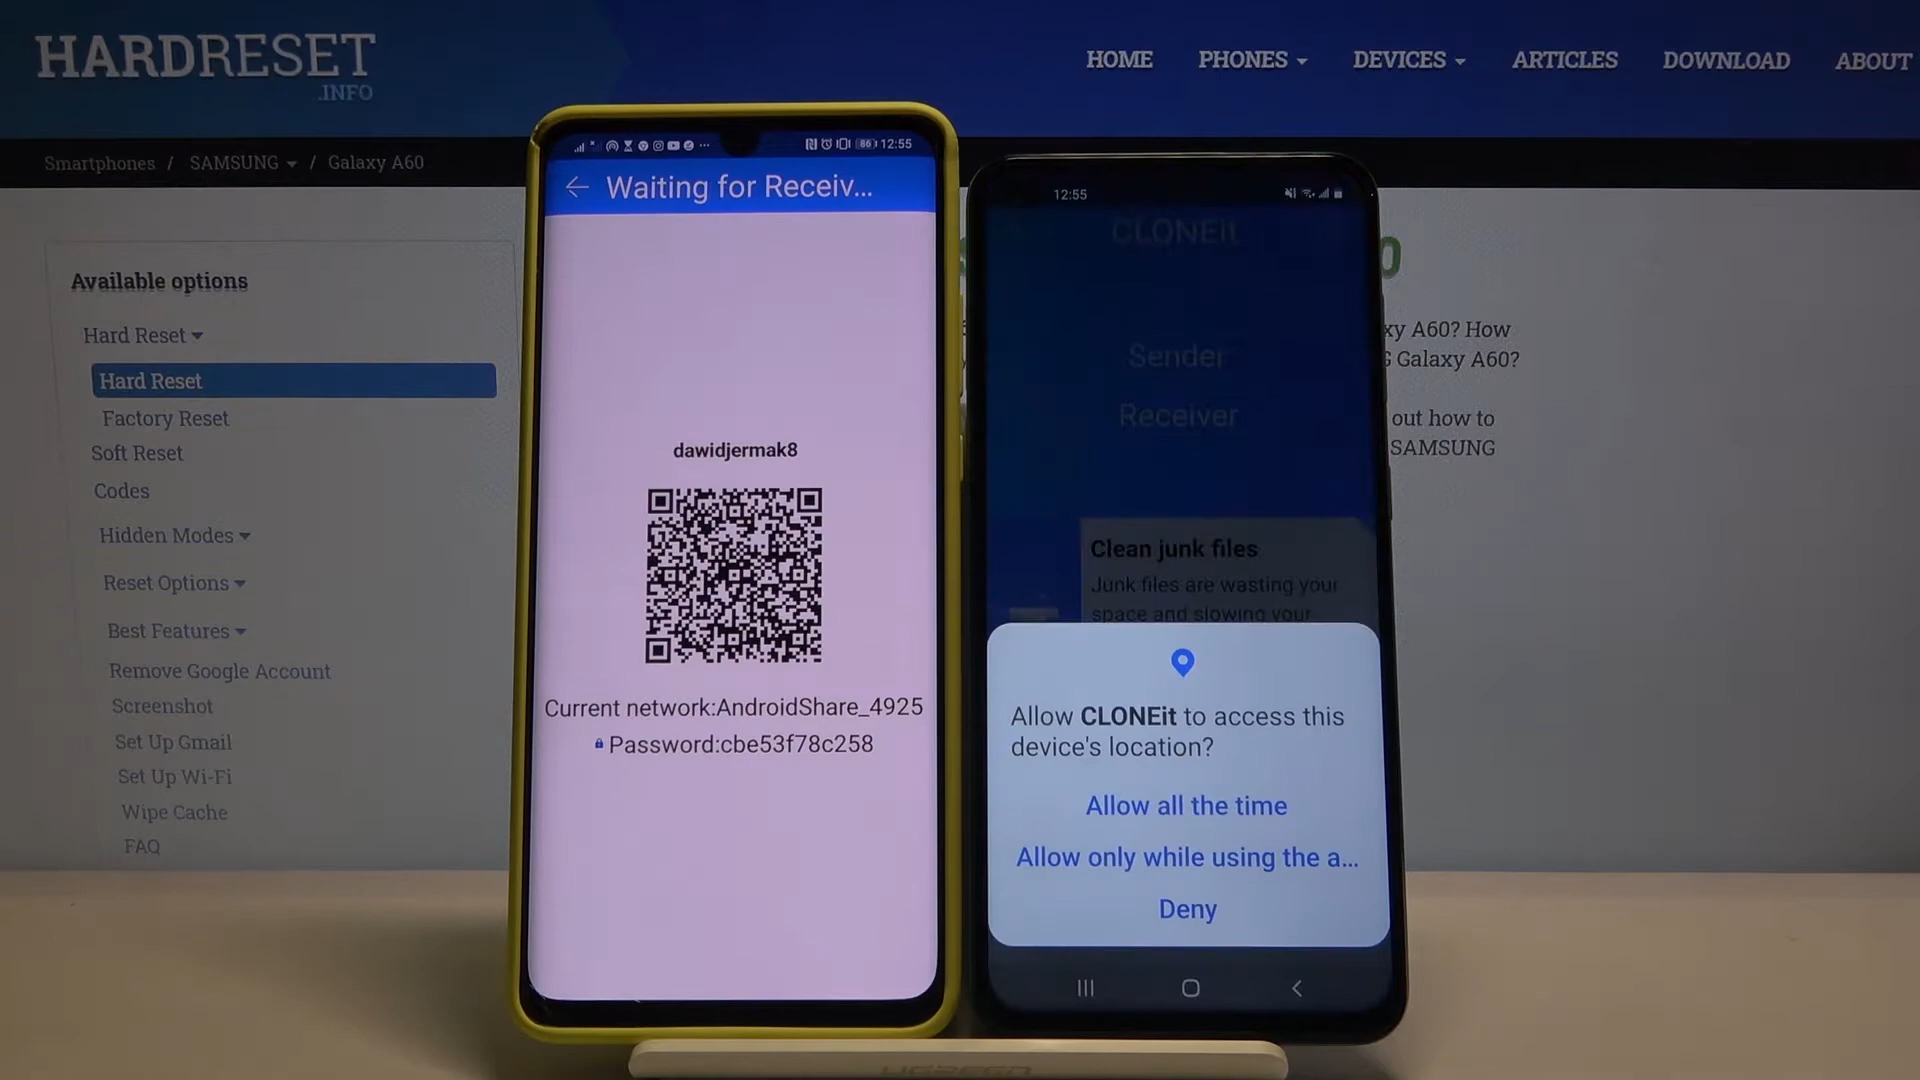 HARDRESET
.INFO
HOME PHONES DEVICES ARTICLES DOWNLOAD ABOUT
Smartphones / SAMSUNG / Galaxy A60
Available options
Hard Reset
Hard Reset
Factory Reset
Soft Reset
Codes
Hidden Modes
Reset Options
Best Features
Remove Google Account
Screenshot
Set Up Gmail
Set Up Wi-Fi
Wipe Cache
FAQ
86 12:55
Waiting for Receiv...
dawidjermak8
Current network:AndroidShare_4925
Password:cbe53f78c258
12:55
CLONEit
Sender
Receiver
Clean junk files
Junk files are wasting your
space and slowing your
Allow CLONEit to access this
device's location?
Allow all the time
Allow only while using the a...
Deny
0
xy A60? How
Galaxy A60?
out how to
SAMSUNG
UGREEN